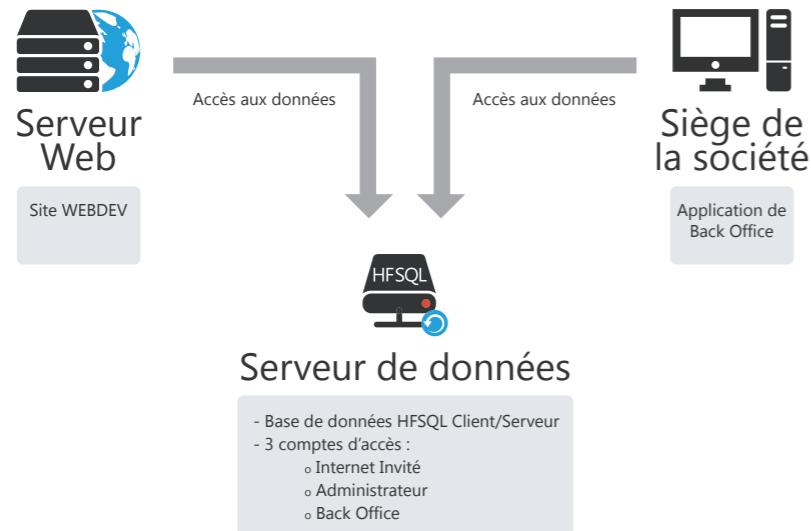 Accès aux données
Accès aux données
Serveur
Web
Siège de
la société
Site WEBDEV
Application de
Back Office
HFSQL
Serveur de données
- Base de données HFSQL Client/Serveur
- 3 comptes d'accès :
o Internet Invité
o Administrateur
o Back Office